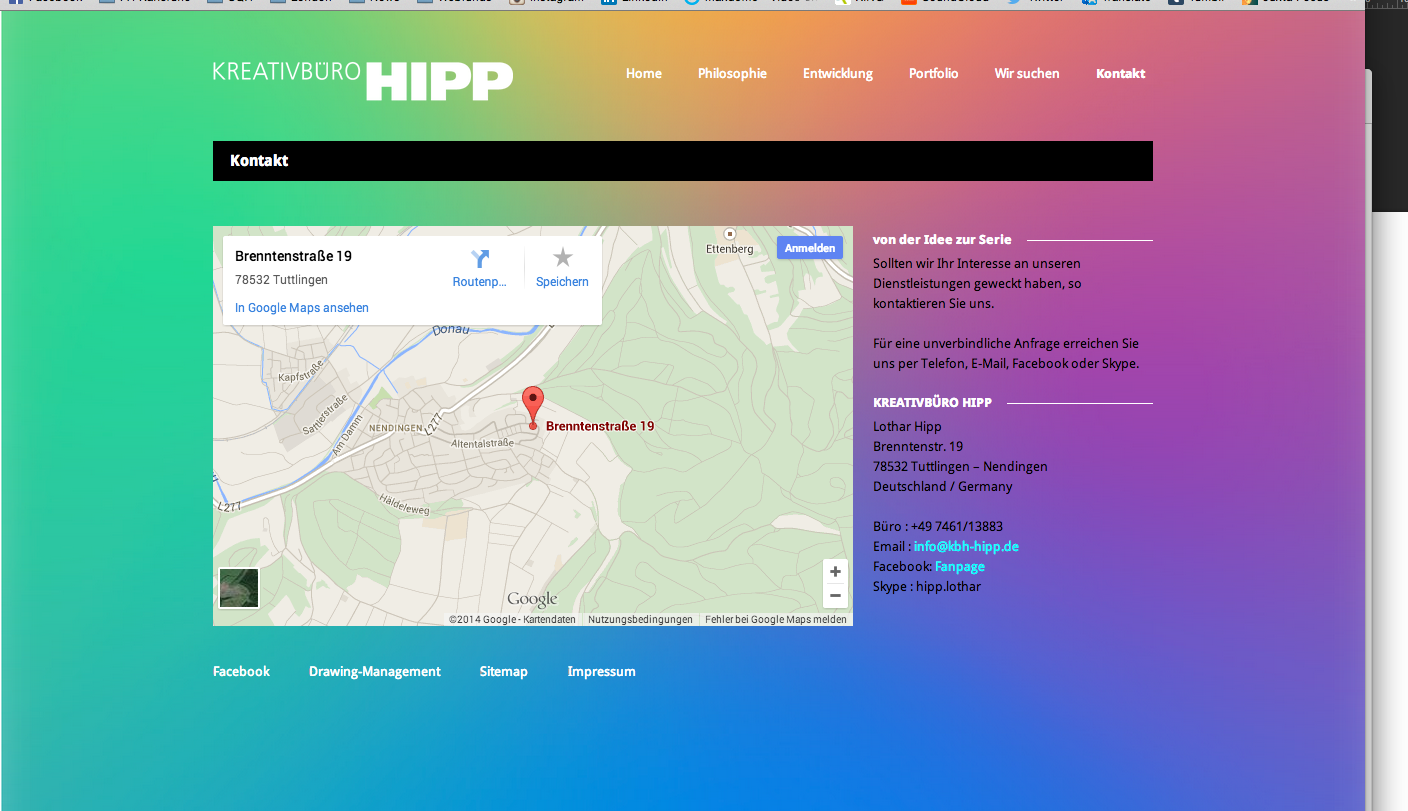 KREATIVBÜRO HIPP
Home Philosophie Entwicklung Portfolio Wir suchen Kontakt
Kontakt
Brenntenstraße 19
78532 Tuttlingen
In Google Maps ansehen
Routenp...
Speichern
Anmelden
Ettenberg
Donau
Kapfstraße
Sattlerstraße
Am Damm
NENDINGEN
L277
Altentalstraße
Brenntenstraße 19
L277
Häldeleweg
Google
©2014 Google - Kartendaten Nutzungsbedingungen Fehler bei Google Maps melden
von der Idee zur Serie
Sollten wir Ihr Interesse an unseren
Dienstleistungen geweckt haben, so
kontaktieren Sie uns.
Für eine unverbindliche Anfrage erreichen Sie
uns per Telefon, E-Mail, Facebook oder Skype.
KREATIVBÜRO HIPP
Lothar Hipp
Brenntenstr. 19
78532 Tuttlingen – Nendingen
Deutschland / Germany
Büro : +49 7461/13883
Email : info@kbh-hipp.de
Facebook: Fanpage
Skype : hipp.lothar
Facebook Drawing-Management Sitemap Impressum